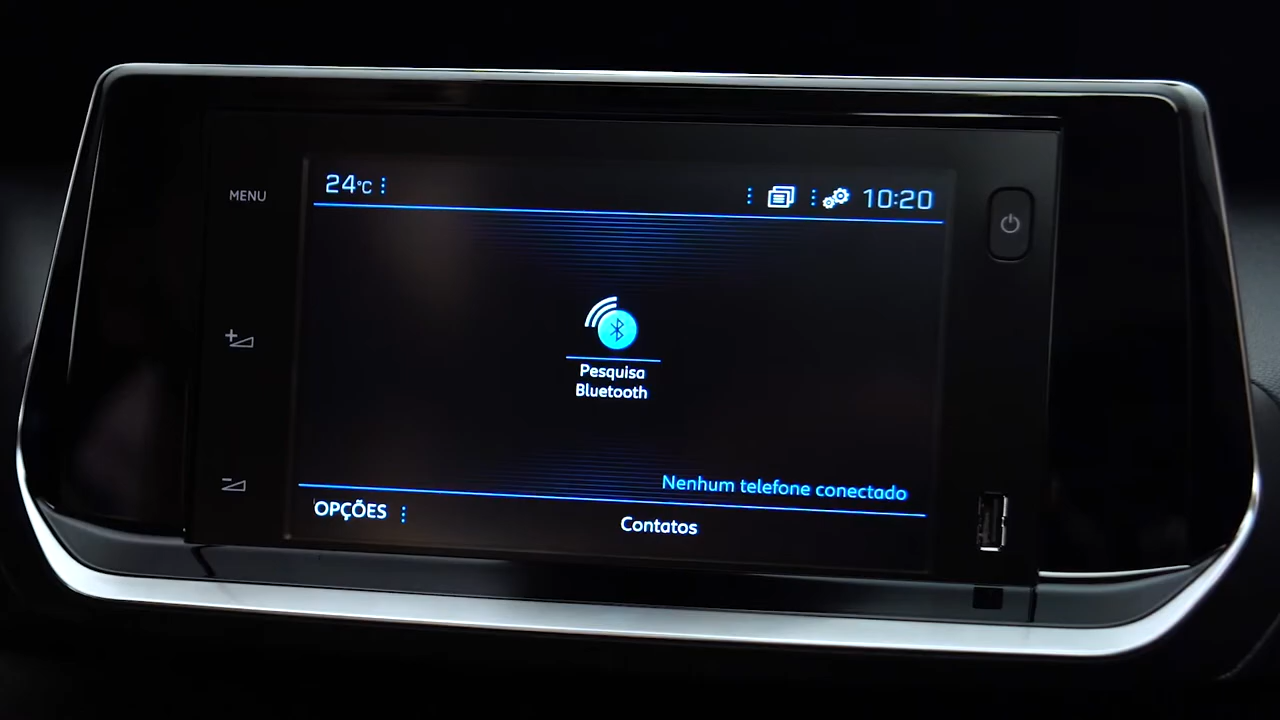 MENU
24°C
10:20
Pesquisa
Bluetooth
Nenhum telefone conectado
OPÇÕES
Contatos